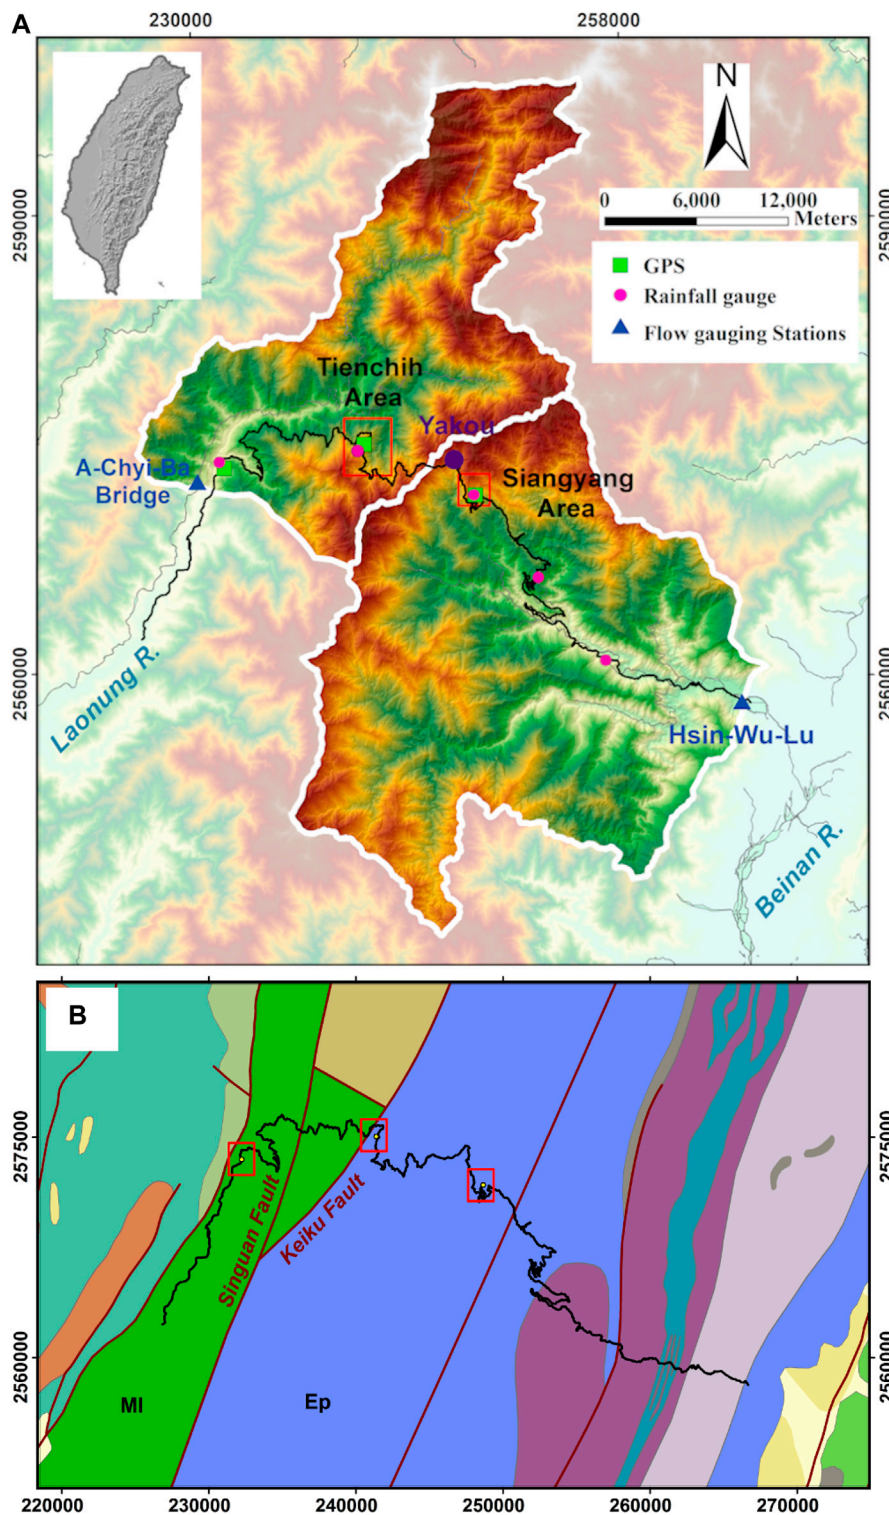 A
230000
258000
N
0
6,000
12,000
Meters
2590000
2590000
GPS
Rainfall gauge
Flow gauging Stations
Tienchih
Area
Yakou
A-Chyi-Ba
Bridge
Siangyang
Area
2560000
2560000
Laonung R.
Hsin-Wu-Lu
Beinan R.
B
2575000
2575000
Singuan Fault
Keiku Fault
2560000
2560000
MI
Ep
220000
230000
240000
250000
260000
270000